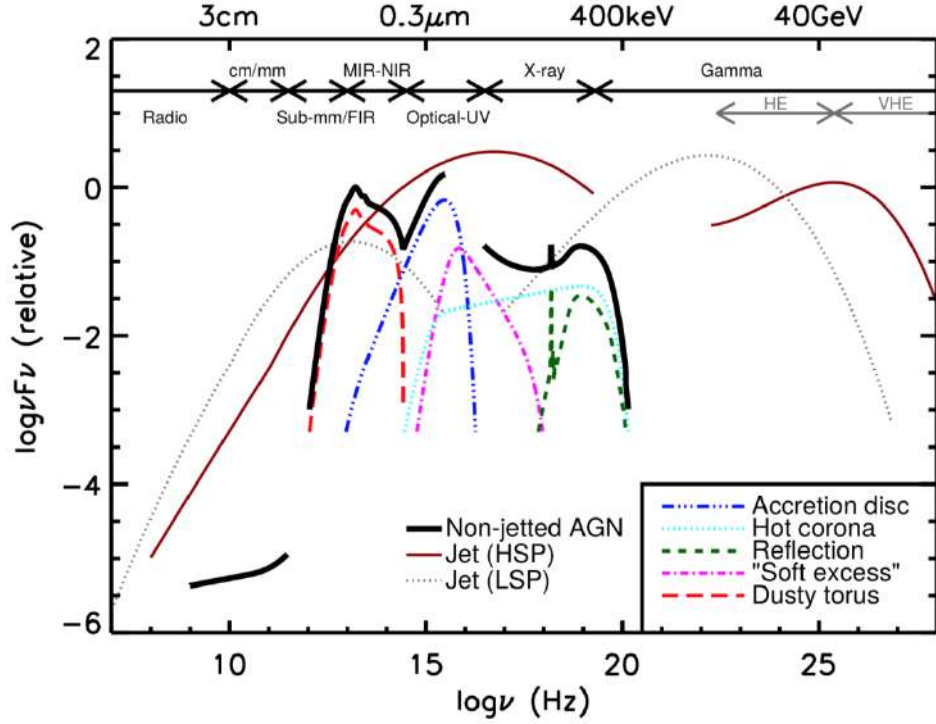 3cm 0.3μm 400keV 40GeV
2
0
−2
−4
−6
cm/mm MIR-NIR X-ray Gamma
Radio Sub-mm/FIR Optical-UV HE VHE
logνFν (relative)
Non-jetted AGN
Jet (HSP)
Jet (LSP)
Accretion disc
Hot corona
Reflection
"Soft excess"
Dusty torus
10 15 20 25
logν (Hz)